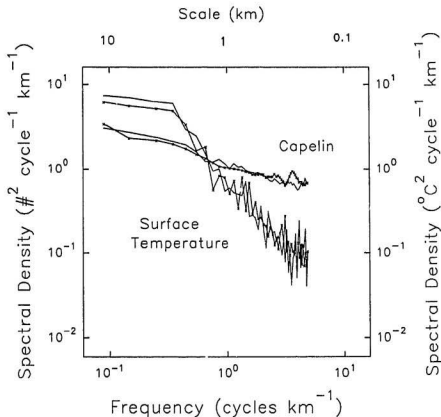 Scale (km)
10 1 0.1
Spectral Density (#² cycle⁻¹ km⁻¹)
10¹
10⁰
10⁻¹
10⁻²
Capelin
Surface
Temperature
10¹
10⁰
10⁻¹
10⁻²
Spectral Density (°C² cycle⁻¹ km⁻¹)
10⁻¹ 10⁰ 10¹
Frequency (cycles km⁻¹)